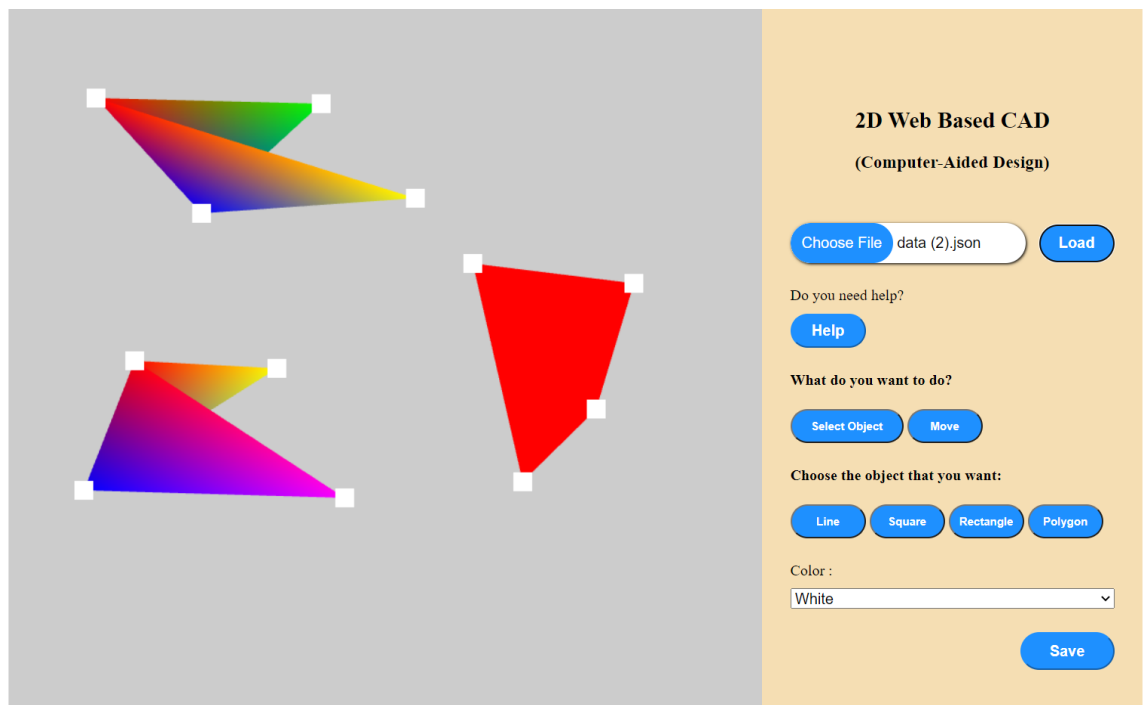 2D Web Based CAD
(Computer-Aided Design)
Choose File data (2).json Load
Do you need help?
Help
What do you want to do?
Select Object Move
Choose the object that you want:
Line Square Rectangle Polygon
Color :
White
Save